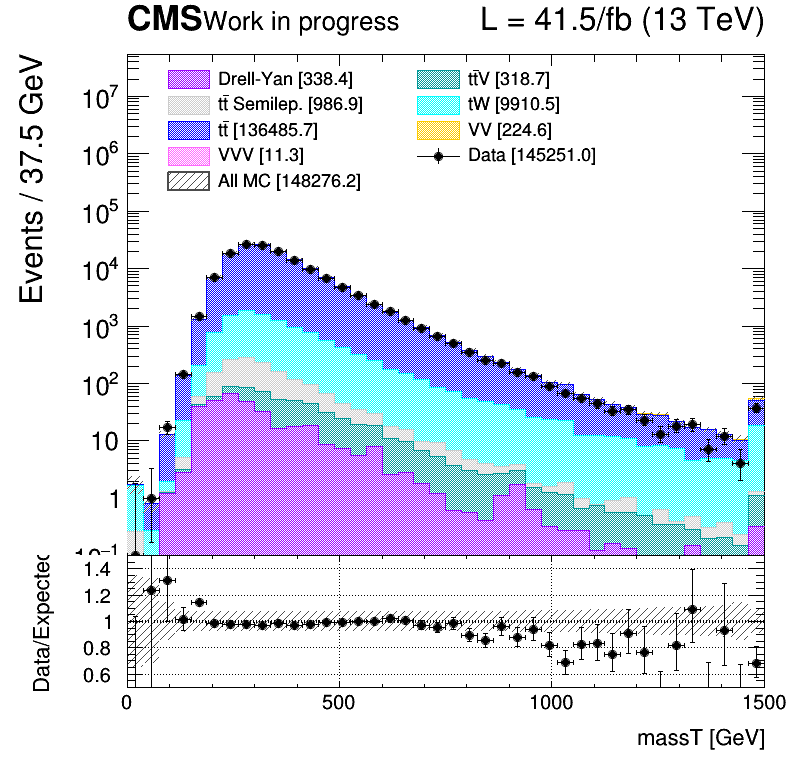 CMS Work in progress L = 41.5/fb (13 TeV)
Events / 37.5 GeV
Drell-Yan [338.4]
tt̄ Semilep. [986.9]
tt̄ [136485.7]
VVV [11.3]
All MC [148276.2]
tt̄V [318.7]
tW [9910.5]
VV [224.6]
Data [145251.0]
10⁷
10⁶
10⁵
10⁴
10³
10²
10
1
10⁻¹
Data/Expected
1.4
1.2
1
0.8
0.6
0 500 1000 1500
massT [GeV]